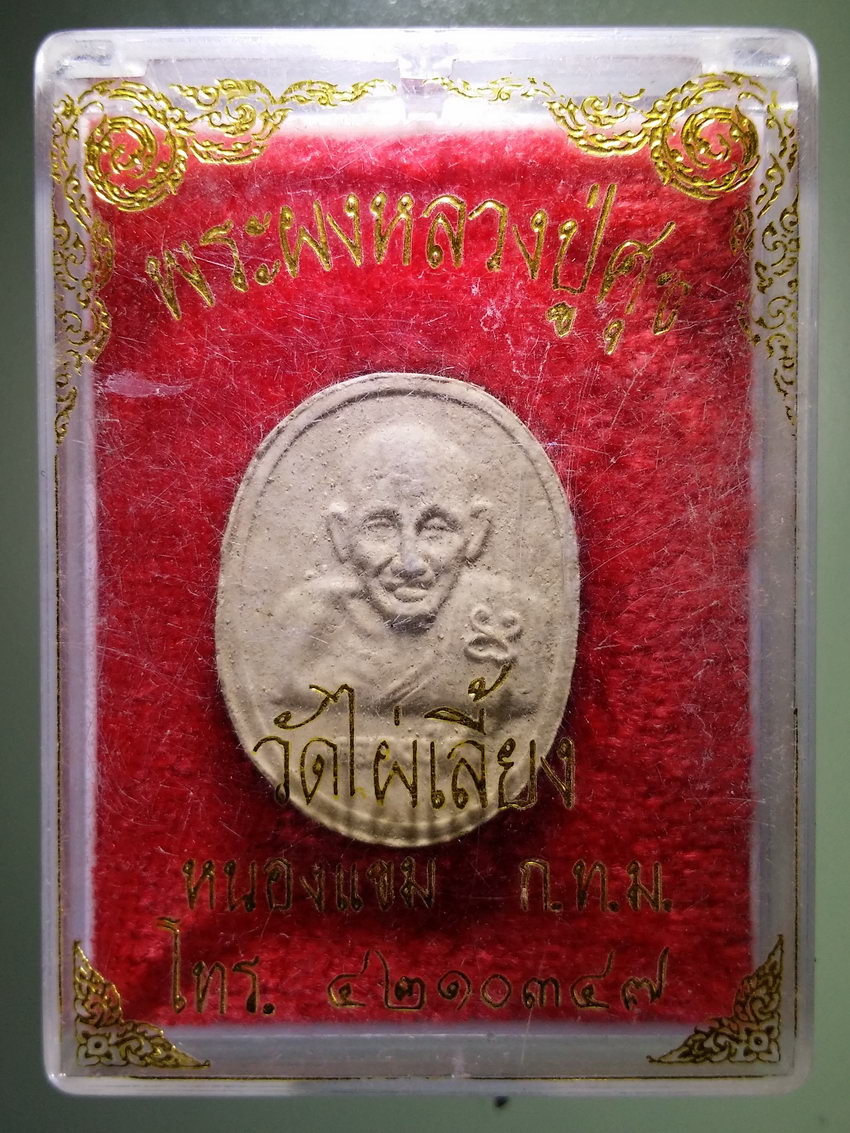 พระผงหลวงปู่ศุข
วัดไผ่เลี้ยง
หนองแขม ก.ท.ม.
โทร. ๔๒๑๐๓๔๗